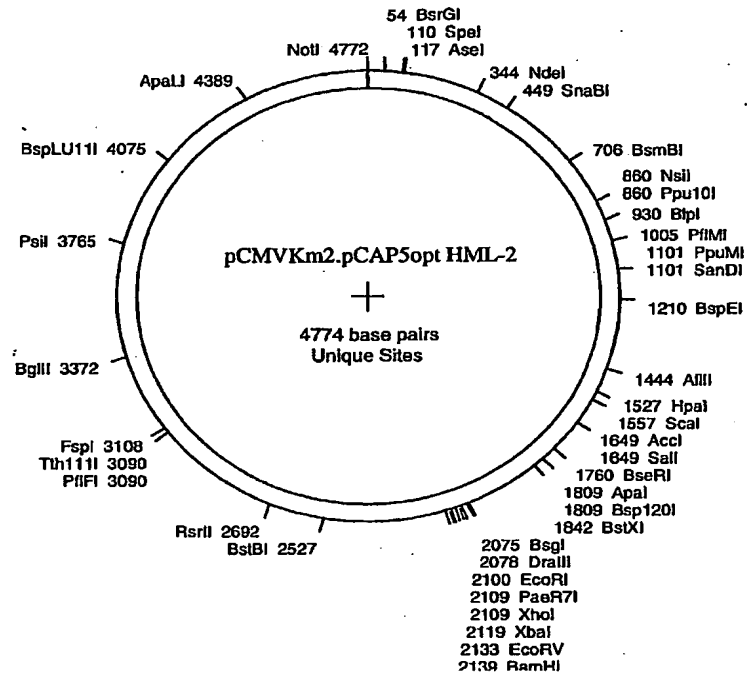 54 BsrGI
110 SpeI
117 AseI
344 NdeI
449 SnaBI
706 BsmBI
860 NsiI
860 Ppu10I
930 BlpI
1005 PflMI
1101 PpuMI
1101 SanDI
1210 BspEI
1444 AflII
1527 HpaI
1557 ScaI
1649 AccI
1649 SalI
1760 BseRI
1809 ApaI
1809 Bsp120I
1842 BstXI
2075 BsgI
2078 DraIII
2100 EcoRI
2109 PaeR7I
2109 XhoI
2119 XbaI
2133 EcoRV
2139 BamHI
BstBI 2527
RsrII 2692
PflFI 3090
Tth111I 3090
FspI 3108
BglII 3372
PsiI 3765
BspLU11I 4075
ApaLI 4389
NotI 4772
pCMVKm2.pCAP5opt HML-2
4774 base pairs
Unique Sites